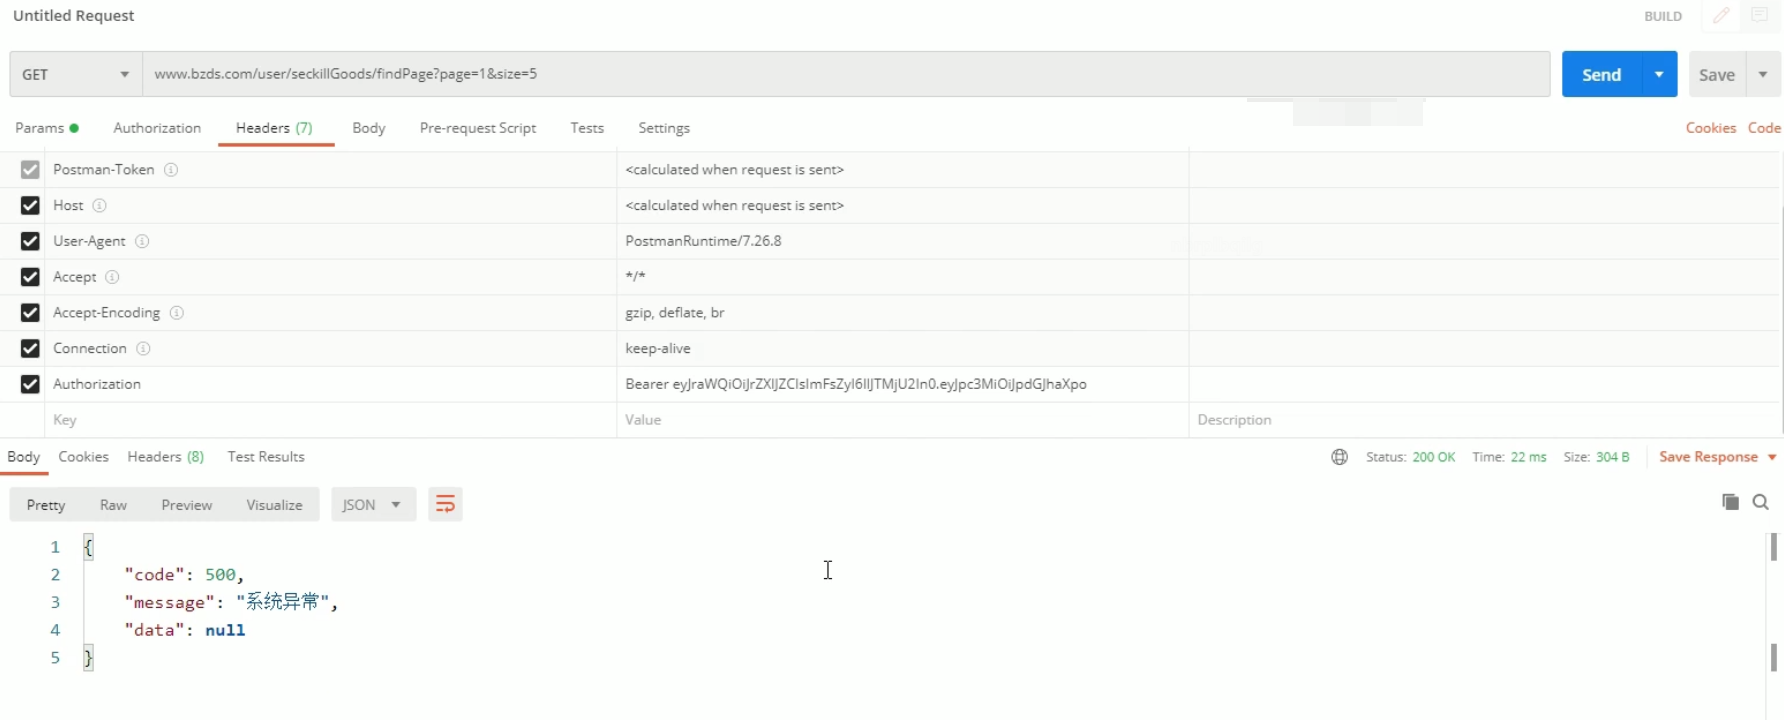 Untitled Request
BUILD
GET www.bzds.com/user/seckillGoods/findPage?page=1&size=5 Send Save
Params Authorization Headers (7) Body Pre-request Script Tests Settings Cookies Code
Postman-Token <calculated when request is sent>
Host <calculated when request is sent>
User-Agent PostmanRuntime/7.26.8
Accept */*
Accept-Encoding gzip, deflate, br
Connection keep-alive
Authorization Bearer eyJraWQiOiJrZXlJZCIsImFsZyI6IlJTMjU2In0.eyJpc3MiOiJpdGJhaXpo
Key Value Description
Body Cookies Headers (8) Test Results Status: 200 OK Time: 22 ms Size: 304 B Save Response
Pretty Raw Preview Visualize JSON
1 {
2 "code": 500,
3 "message": "系统异常",
4 "data": null
5 }